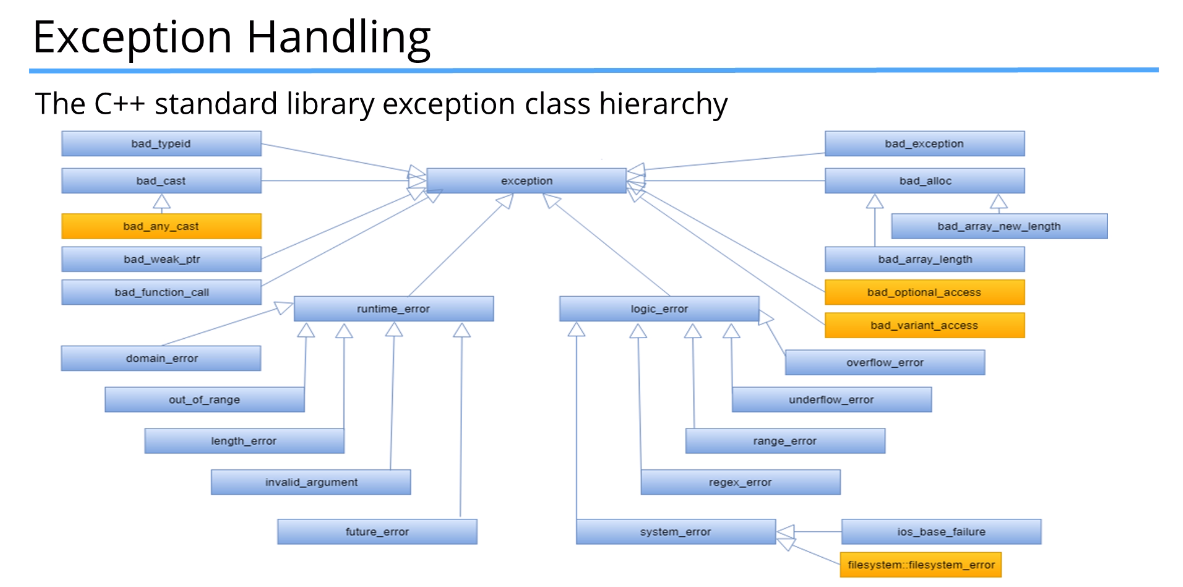 Exception Handling
The C++ standard library exception class hierarchy
bad_typeid
bad_exception
bad_cast
exception
bad_alloc
bad_any_cast
bad_array_new_length
bad_weak_ptr
bad_array_length
bad_function_call
bad_optional_access
runtime_error
logic_error
bad_variant_access
domain_error
overflow_error
out_of_range
underflow_error
length_error
range_error
invalid_argument
regex_error
future_error
system_error
ios_base_failure
filesystem::filesystem_error